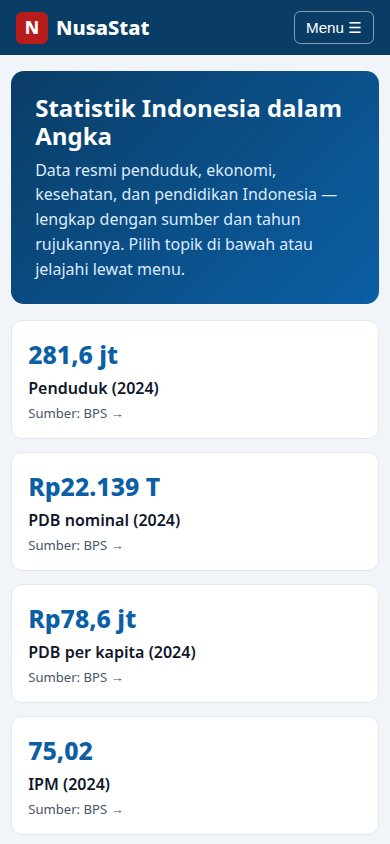 N NusaStat
Menu ☰
Statistik Indonesia dalam
Angka
Data resmi penduduk, ekonomi,
kesehatan, dan pendidikan Indonesia —
lengkap dengan sumber dan tahun
rujukannya. Pilih topik di bawah atau
jelajahi lewat menu.
281,6 jt
Penduduk (2024)
Sumber: BPS →
Rp22.139 T
PDB nominal (2024)
Sumber: BPS →
Rp78,6 jt
PDB per kapita (2024)
Sumber: BPS →
75,02
IPM (2024)
Sumber: BPS →